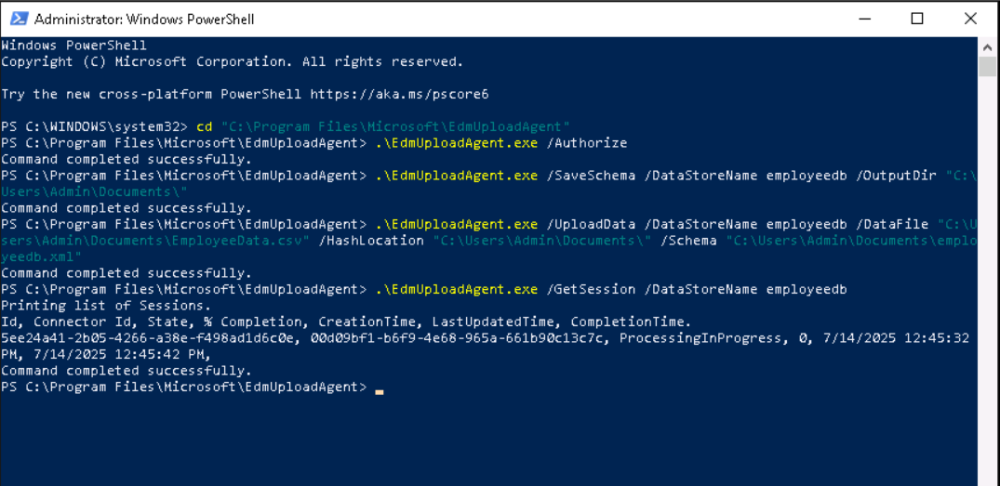 Administrator: Windows PowerShell
Windows PowerShell
Copyright (C) Microsoft Corporation. All rights reserved.
Try the new cross-platform PowerShell https://aka.ms/pscore6
PS C:\WINDOWS\system32> cd "C:\Program Files\Microsoft\EdmUploadAgent"
PS C:\Program Files\Microsoft\EdmUploadAgent> .\EdmUploadAgent.exe /Authorize
Command completed successfully.
PS C:\Program Files\Microsoft\EdmUploadAgent> .\EdmUploadAgent.exe /SaveSchema /DataStoreName employeedb /OutputDir "C:\
Users\Admin\Documents\"
Command completed successfully.
PS C:\Program Files\Microsoft\EdmUploadAgent> .\EdmUploadAgent.exe /UploadData /DataStoreName employeedb /DataFile "C:\U
sers\Admin\Documents\EmployeeData.csv" /HashLocation "C:\Users\Admin\Documents\" /Schema "C:\Users\Admin\Documents\emplo
yeedb.xml"
Command completed successfully.
PS C:\Program Files\Microsoft\EdmUploadAgent> .\EdmUploadAgent.exe /GetSession /DataStoreName employeedb
Printing list of Sessions.
Id, Connector Id, State, % Completion, CreationTime, LastUpdatedTime, CompletionTime.
5ee24a41-2b05-4266-a38e-f498ad1d6c0e, 00d09bf1-b6f9-4e68-965a-661b90c13c7c, ProcessingInProgress, 0, 7/14/2025 12:45:32
PM, 7/14/2025 12:45:42 PM,
Command completed successfully.
PS C:\Program Files\Microsoft\EdmUploadAgent>